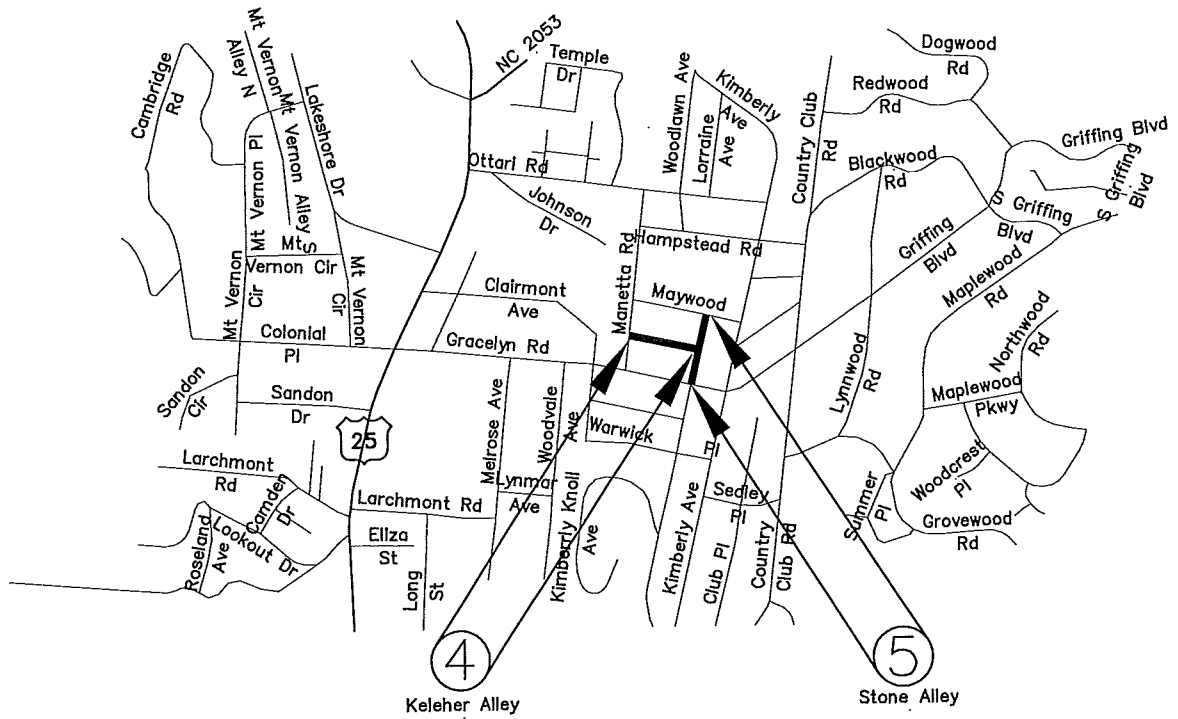 Mt Vernon
Alley N
Lakeshore Dr
Mt Vernon Alley
S
Mt Vernon Pl
Cambridge
Rd
NC 2053
Temple
Dr
Woodlawn Ave
Lorraine
Ave
Kimberly
Ave
Country Club
Rd
Dogwood
Rd
Redwood
Rd
Blackwood
Rd
Griffing Blvd
S Griffing
Blvd
S
Griffing
Blvd
Griffing
Blvd
Maplewood
Rd
Northwood
Rd
Ottari Rd
Johnson
Dr
Manetta Rd
Hampstead Rd
Maywood
Mt
Vernon Cir
Mt Vernon
Cir
Mt Vernon
Cir
Clairmont
Ave
Colonial
Pl
Gracelyn Rd
Sandon
Cir
Sandon
Dr
25
Melrose Ave
Woodvale
Ave
Warwick
Pl
Lynnwood
Rd
Maplewood
Pkwy
Woodcrest
Pl
Larchmont
Rd
Camden
Dr
Lookout Dr
Roseland
Ave
Larchmont Rd
Lynmar
Ave
Eliza
St
Long
St
Kimberly Knoll
Ave
Kimberly Ave
Sedley
Pl
Club Pl
Country
Club Rd
Summer
Pl
Grovewood
Rd
4
Keleher Alley
5
Stone Alley